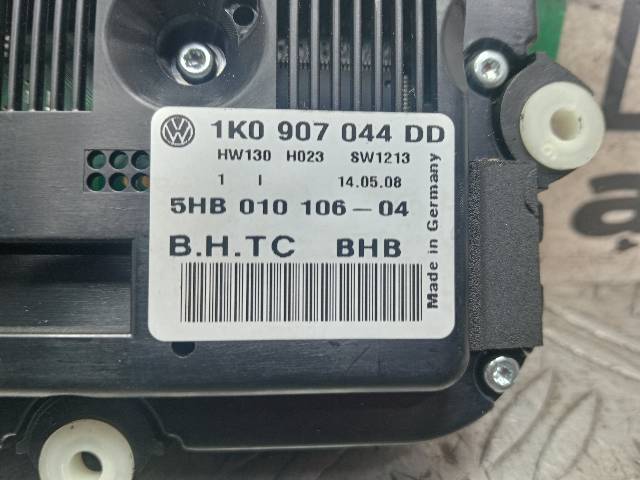 1K0 907 044 DD
HW130 H023 SW1213
1 I 14.05.08
5HB 010 106-04
B.H.TC BHB
Made in Germany